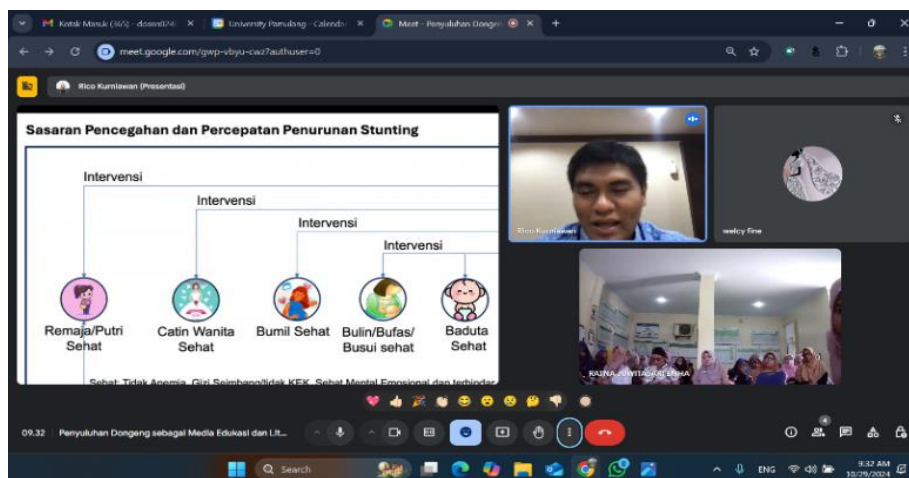 Kotak Masuk (365) - dosen024
University Pamulang - Calenda
Meet - Penyuluhan Dongen
meet.google.com/gwp-vbyu-cwz?authuser=0
Rico Kurniawan (Presentasi)
Sasaran Pencegahan dan Percepatan Penurunan Stunting
Intervensi
Intervensi
Intervensi
Intervensi
Remaja/Putri Sehat
Catin Wanita Sehat
Bumil Sehat
Bulin/Bufas/ Busui sehat
Baduta Sehat
Sehat: Tidak Anemia, Gizi Seimbang/tidak KEK, Sehat Mental Emosional dan terhindar
Rico Kurniawan
welcy fine
RATNA JUWITASARI
09.32
Penyuluhan Dongeng sebagai Media Edukasi dan Lit...
4
Search
ENG
9:32 AM
10/29/2024